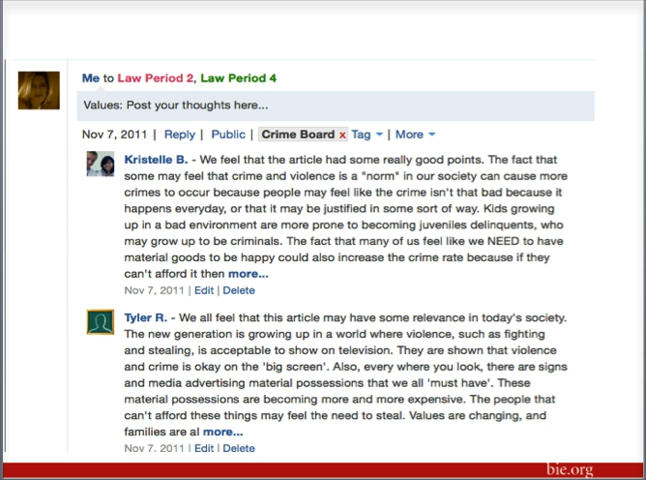 Me to Law Period 2, Law Period 4
Values: Post your thoughts here...
Nov 7, 2011 | Reply | Public | Crime Board x Tag | More
Kristelle B. - We feel that the article had some really good points. The fact that
some may feel that crime and violence is a "norm" in our society can cause more
crimes to occur because people may feel like the crime isn't that bad because it
happens everyday, or that it may be justified in some sort of way. Kids growing
up in a bad environment are more prone to becoming juveniles delinquents, who
may grow up to be criminals. The fact that many of us feel like we NEED to have
material goods to be happy could also increase the crime rate because if they
can't afford it then more...
Nov 7, 2011 | Edit | Delete
Tyler R. - We all feel that this article may have some relevance in today's society.
The new generation is growing up in a world where violence, such as fighting
and stealing, is acceptable to show on television. They are shown that violence
and crime is okay on the 'big screen'. Also, every where you look, there are signs
and media advertising material possessions that we all 'must have'. These
material possessions are becoming more and more expensive. The people that
can't afford these things may feel the need to steal. Values are changing, and
families are al more...
Nov 7, 2011 | Edit | Delete
bie.org